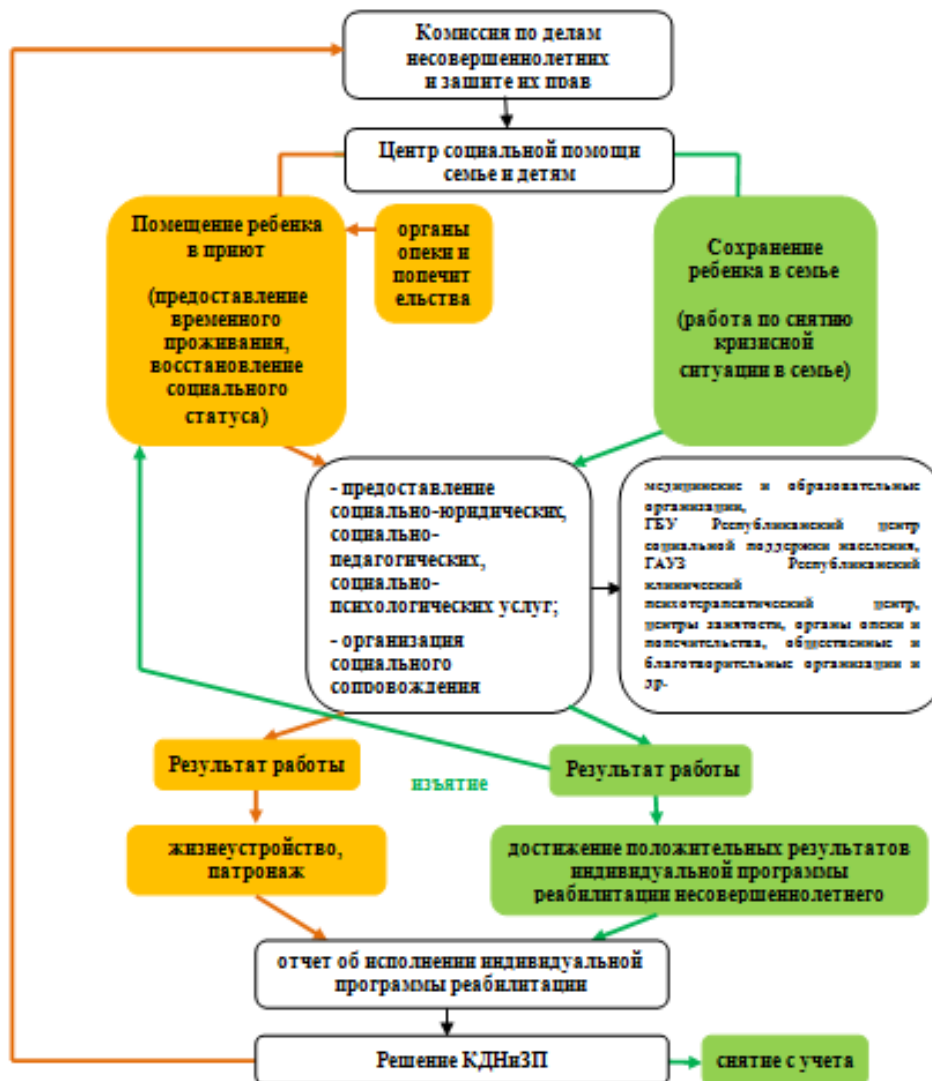 Комиссия по делам
несовершеннолетних
и защите их прав
Центр социальной помощи
семье и детям
Помещение ребенка
в приют
(предоставление
временного
проживания,
восстановление
социального
статуса)
органы
опеки и
попечит
ельства
Сохранение
ребенка в семье
(работа по снятию
кризисной
ситуации в семье)
- предоставление
социально-юридических,
социально-
педагогических,
социально-
психологических услуг;
- организация
социального
сопровождения
медицинские и образовательные
организации,
ГБУ Республиканский центр
социальной поддержки населения,
ГАУЗ Республиканский
клинический
психотерапевтический центр,
центры занятости, органы опеки и
попечительства, общественные и
благотворительные организации и
др.
Результат работы
изъятие
Результат работы
жизнеустройство,
патронаж
достижение положительных результатов
индивидуальной программы
реабилитации несовершеннолетнего
отчет об исполнении индивидуальной
программы реабилитации
Решение КДНиЗП
снятие с учета